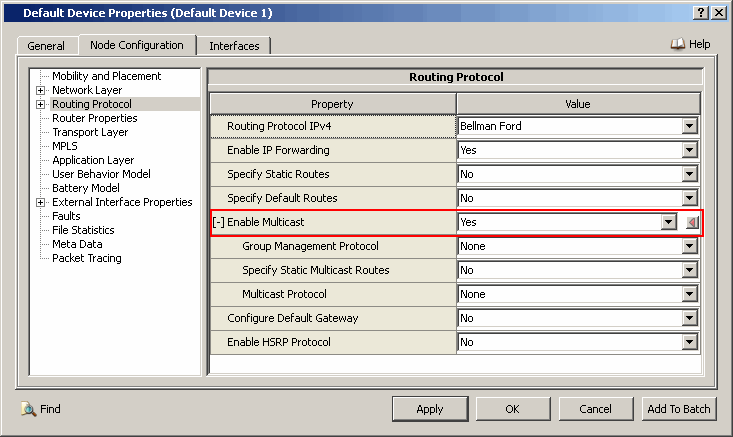 Default Device Properties (Default Device 1)
General
Node Configuration
Interfaces
Help
Mobility and Placement
Network Layer
Routing Protocol
Router Properties
Transport Layer
MPLS
Application Layer
User Behavior Model
Battery Model
External Interface Properties
Faults
File Statistics
Meta Data
Packet Tracing
Routing Protocol
Property Value
Routing Protocol IPv4 Bellman Ford
Enable IP Forwarding Yes
Specify Static Routes No
Specify Default Routes No
[-] Enable Multicast Yes
Group Management Protocol None
Specify Static Multicast Routes No
Multicast Protocol None
Configure Default Gateway No
Enable HSRP Protocol No
Find
Apply
OK
Cancel
Add To Batch